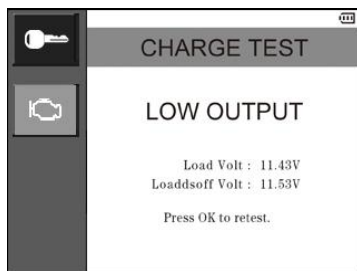 CHARGE TEST
LOW OUTPUT
Load Volt : 11.43V
Loaddsoff Volt : 11.53V
Press OK to retest.